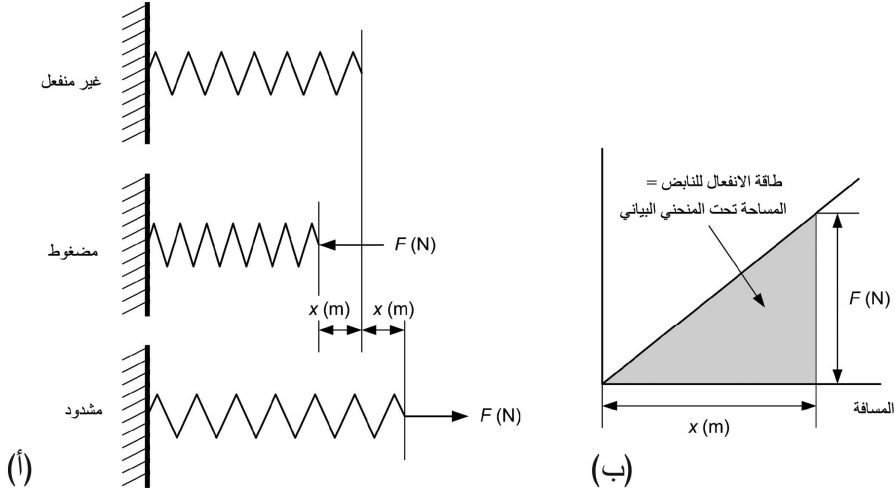 غير منفعل
مضغوط
F (N)
x (m)
x (m)
مشدود
F (N)
(أ)
طاقة الانفعال للنابض =
المساحة تحت المنحني البياني
F (N)
المسافة
x (m)
(ب)